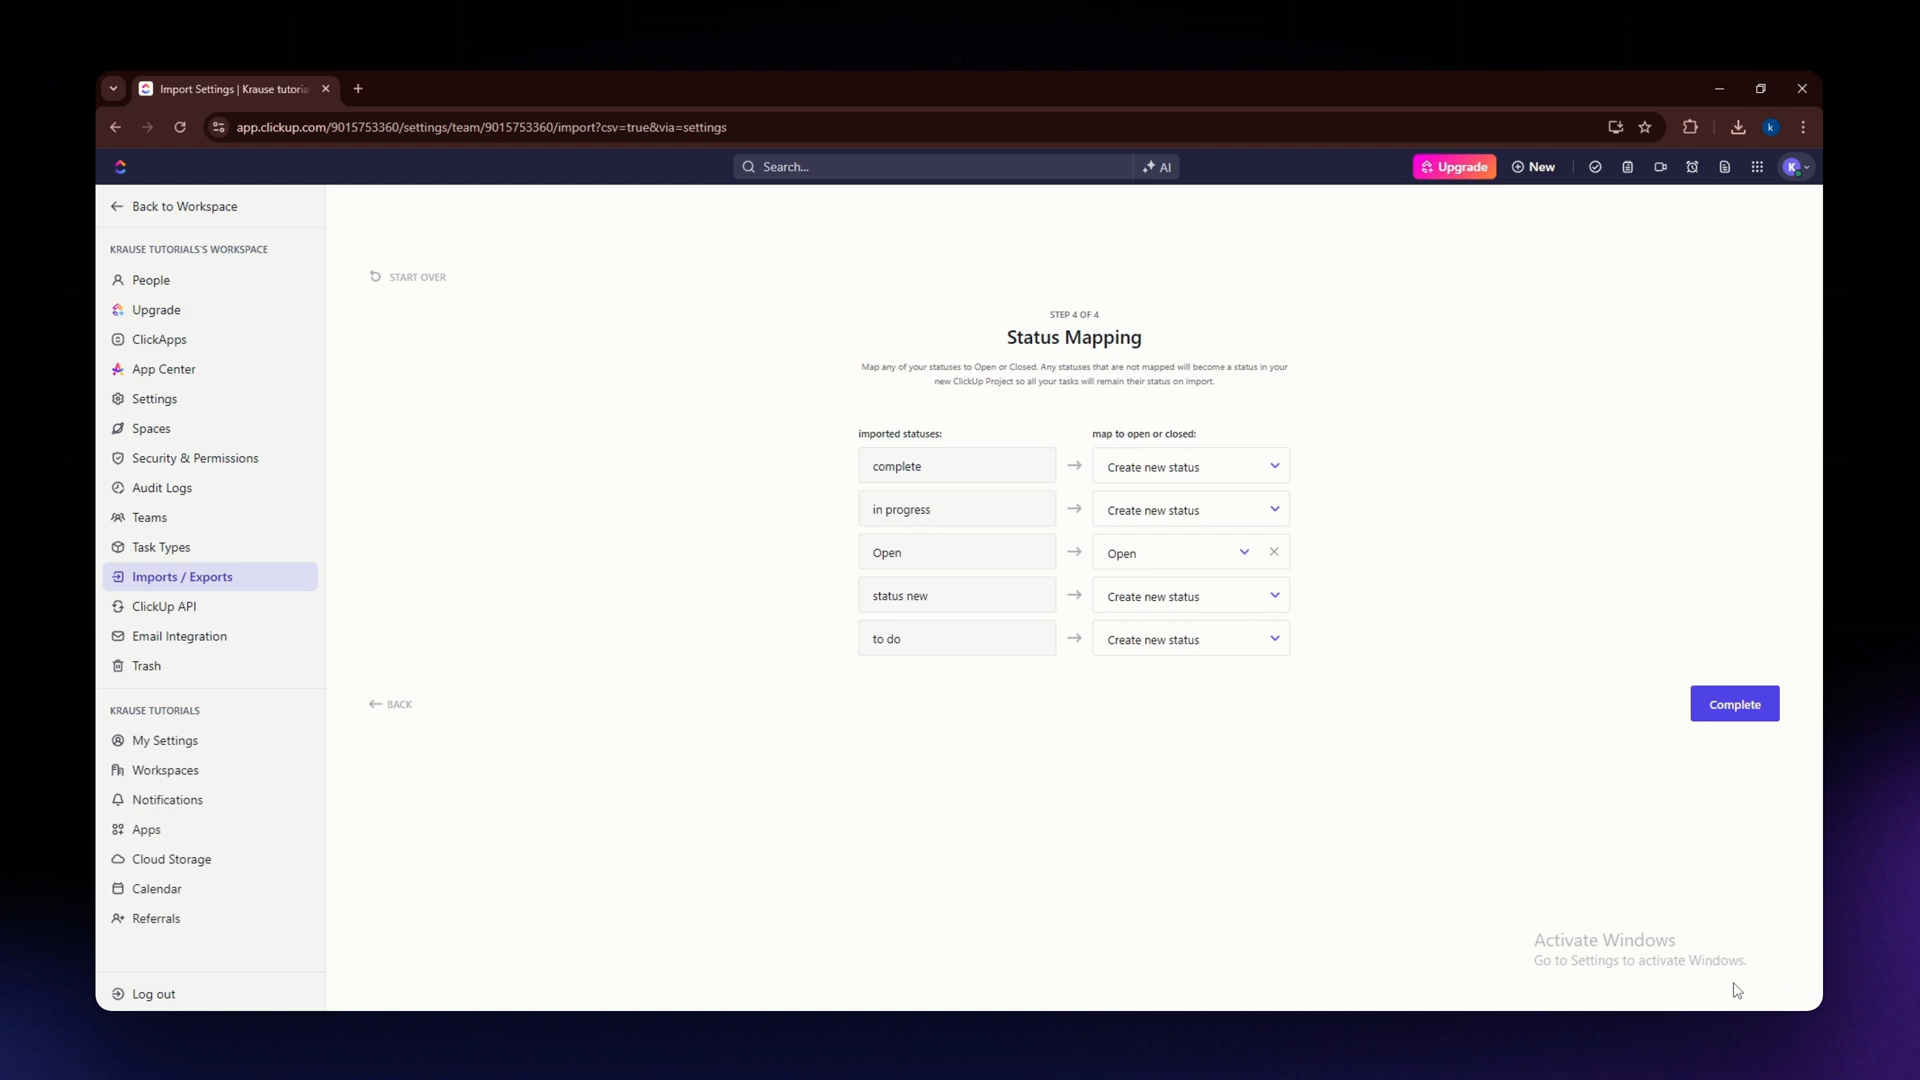 Import Settings | Krause tutoria
app.clickup.com/9015753360/settings/team/9015753360/import?csv=true&via=settings
k
Search...
AI
Upgrade
New
K
Back to Workspace
KRAUSE TUTORIALS'S WORKSPACE
People
Upgrade
ClickApps
App Center
Settings
Spaces
Security & Permissions
Audit Logs
Teams
Task Types
Imports / Exports
ClickUp API
Email Integration
Trash
KRAUSE TUTORIALS
My Settings
Workspaces
Notifications
Apps
Cloud Storage
Calendar
Referrals
Log out
START OVER
STEP 4 OF 4
Status Mapping
Map any of your statuses to Open or Closed. Any statuses that are not mapped will become a status in your
new ClickUp Project so all your tasks will remain their status on import.
imported statuses: map to open or closed:
complete Create new status
in progress Create new status
Open Open
status new Create new status
to do Create new status
BACK
Complete
Activate Windows
Go to Settings to activate Windows.